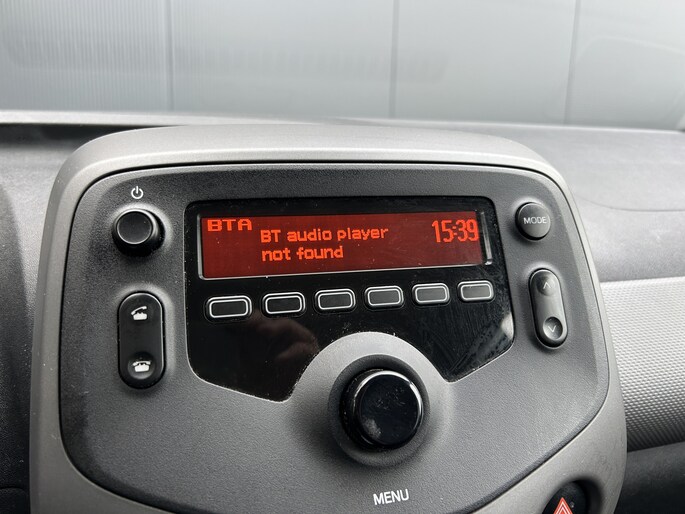 BTA
BT audio player
not found
15:39
MODE
MENU